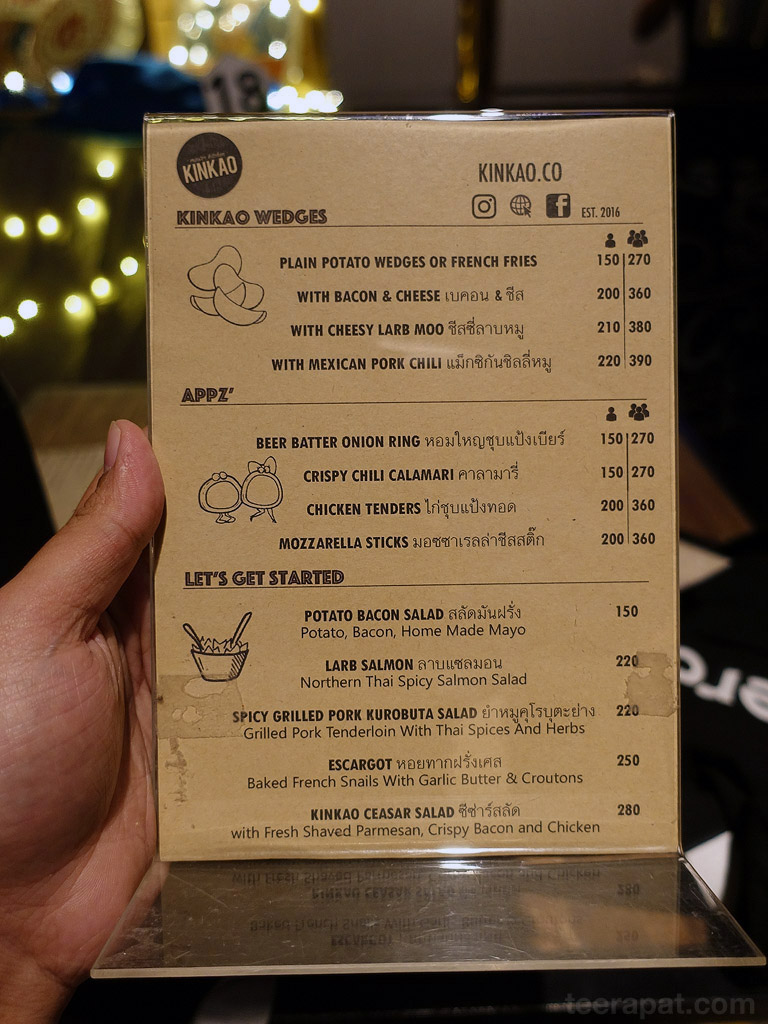 18
KINKAO
KINKAO.CO
EST. 2016
KINKAO WEDGES
PLAIN POTATO WEDGES OR FRENCH FRIES 150 270
WITH BACON & CHEESE เบคอน & ชีส 200 360
WITH CHEESY LARB MOO ชีสซี่ลาบหมู 210 380
WITH MEXICAN PORK CHILI แม็กซิกันชิลลี่หมู 220 390
APPZ'
BEER BATTER ONION RING หอมใหญ่ชุบแป้งเบียร์ 150 270
CRISPY CHILI CALAMARI คาลามารี่ 150 270
CHICKEN TENDERS ไก่ชุบแป้งทอด 200 360
MOZZARELLA STICKS มอซซาเรลล่าชีสสติ๊ก 200 360
LET'S GET STARTED
POTATO BACON SALAD สลัดมันฝรั่ง 150
Potato, Bacon, Home Made Mayo
LARB SALMON ลาบแซลมอน 220
Northern Thai Spicy Salmon Salad
SPICY GRILLED PORK KUROBUTA SALAD ยำหมูคุโรบุตะย่าง 220
Grilled Pork Tenderloin With Thai Spices And Herbs
ESCARGOT หอยทากฝรั่งเศส 250
Baked French Snails With Garlic Butter & Croutons
KINKAO CEASAR SALAD ซีซ่าร์สลัด 280
with Fresh Shaved Parmesan, Crispy Bacon and Chicken
teerapat.com